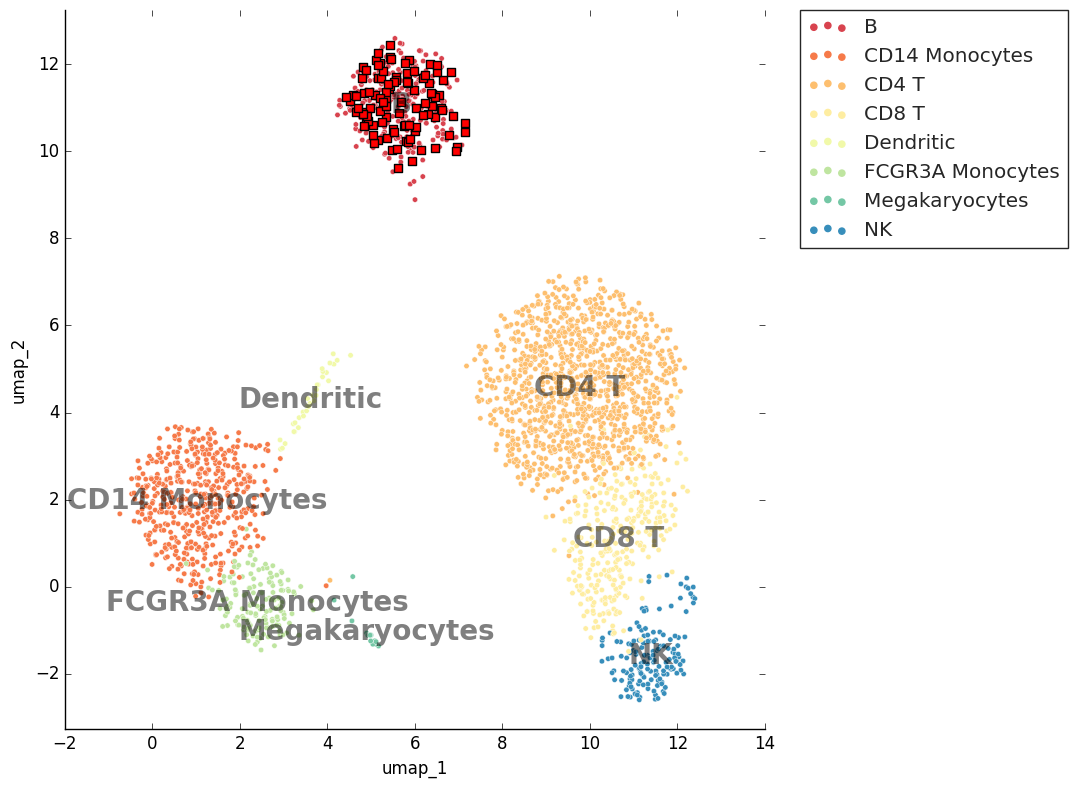 B
CD14 Monocytes
CD4 T
CD8 T
Dendritic
FCGR3A Monocytes
Megakaryocytes
NK
12
10
8
6
4
2
0
−2
umap_2
CD4 T
Dendritic
CD14 Monocytes
CD8 T
FCGR3A Monocytes
Megakaryocytes
NK
−2 0 2 4 6 8 10 12 14
umap_1